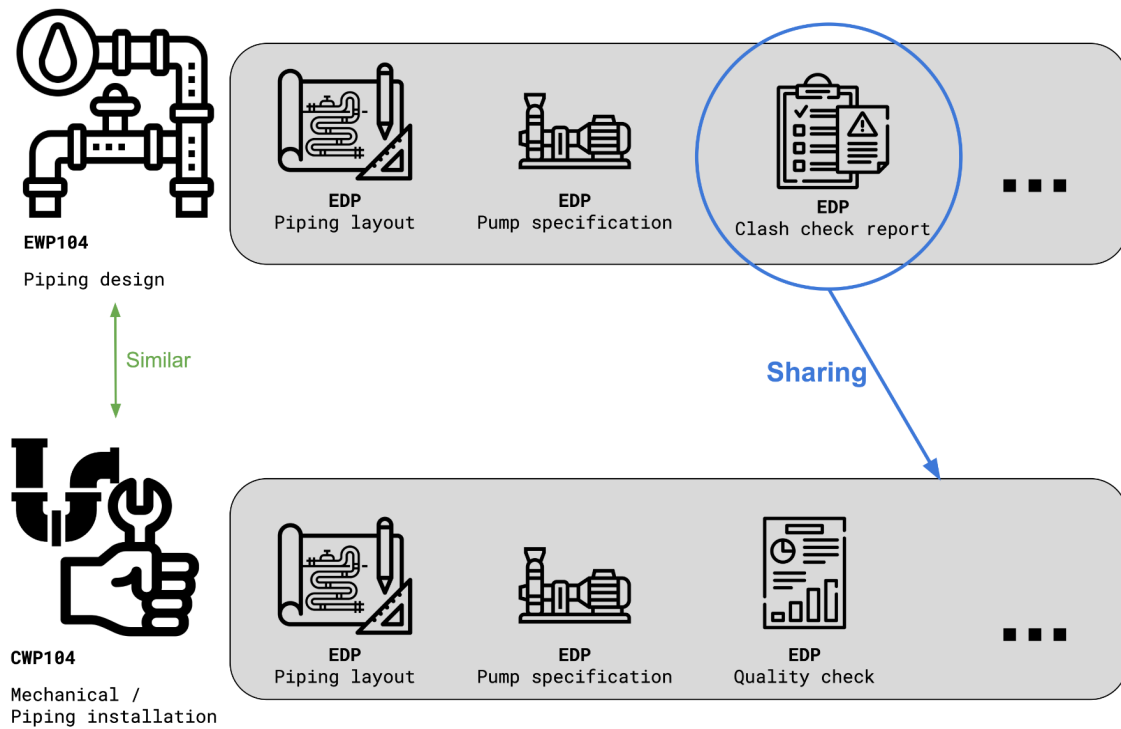 EDP
Piping layout
EDP
Pump specification
EDP
Clash check report
EWP104
Piping design
Similar
Sharing
EDP
Piping layout
EDP
Pump specification
EDP
Quality check
CWP104
Mechanical /
Piping installation